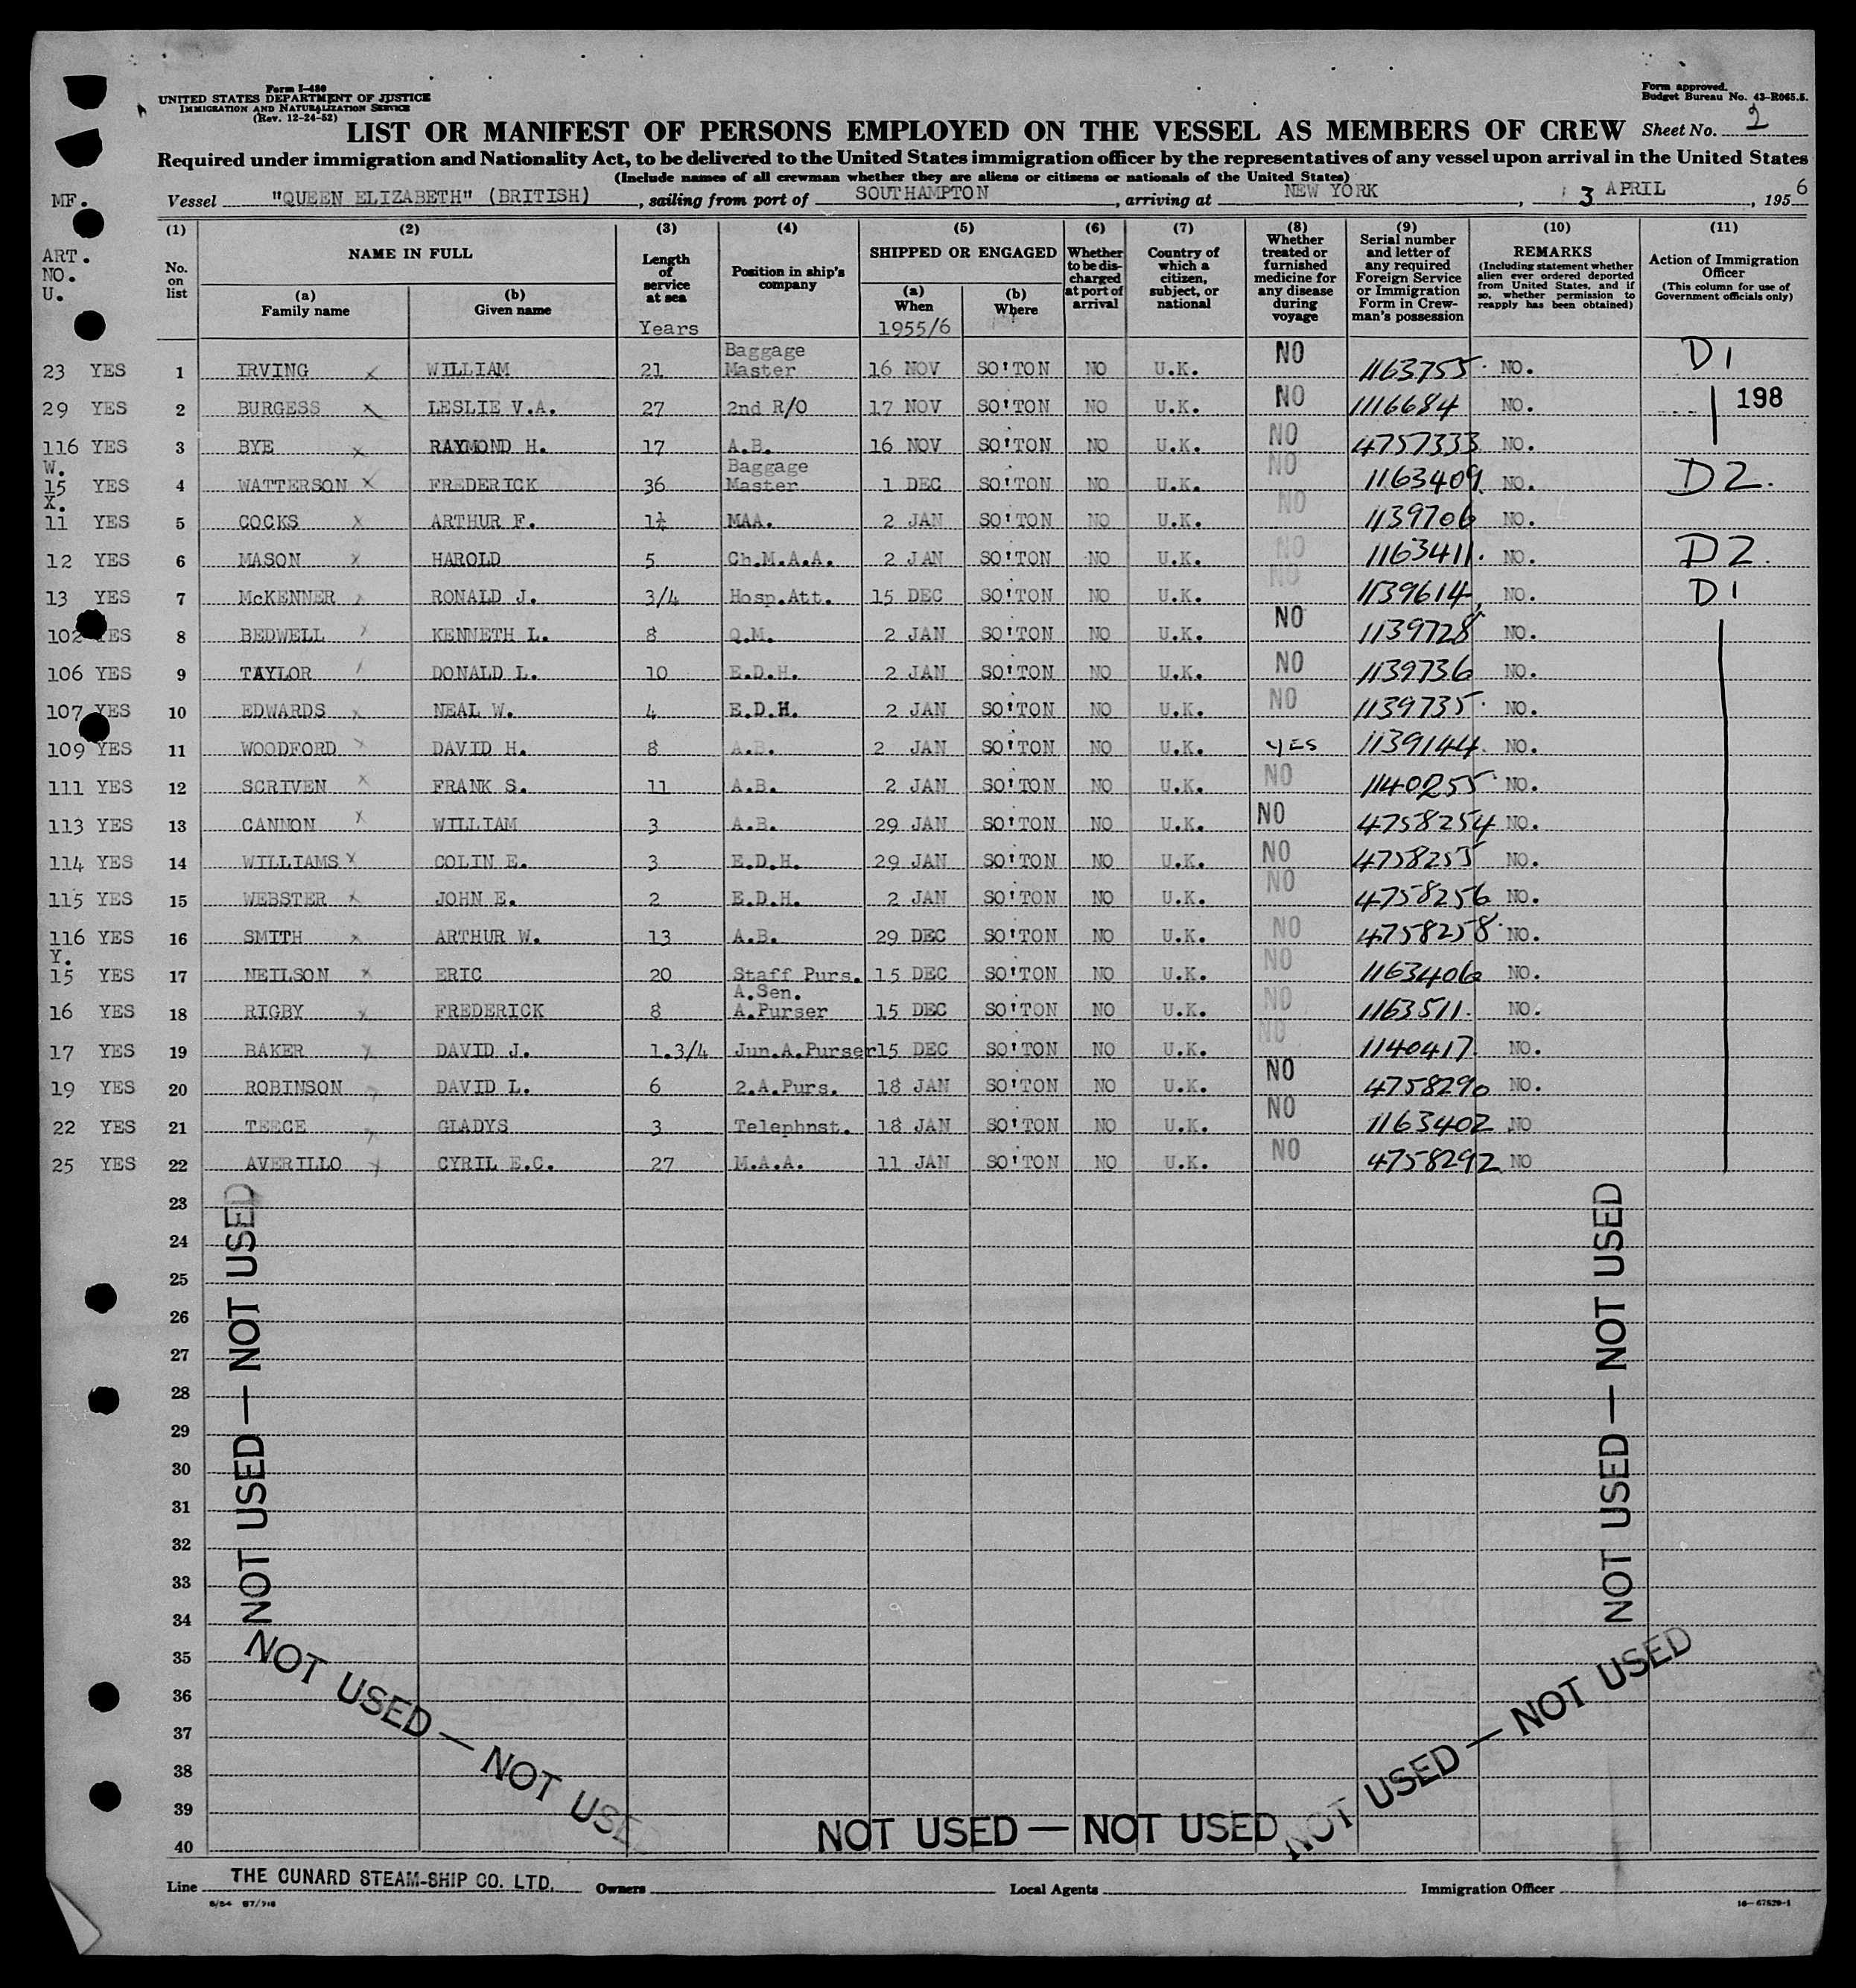 Form I-480
UNITED STATES DEPARTMENT OF JUSTICE
IMMIGRATION AND NATURALIZATION SERVICE
(Rev. 12-24-52)
Form approved.
Budget Bureau No. 43-R065.5.
LIST OR MANIFEST OF PERSONS EMPLOYED ON THE VESSEL AS MEMBERS OF CREW Sheet No. 2
Required under immigration and Nationality Act, to be delivered to the United States immigration officer by the representatives of any vessel upon arrival in the United States
(Include names of all crewman whether they are aliens or citizens or nationals of the United States)
MF. Vessel "QUEEN ELIZABETH" (BRITISH), sailing from port of SOUTHAMPTON, arriving at NEW YORK, 3 APRIL, 1956
ART. NO. U.
(1) No. on list
(2) NAME IN FULL (a) Family name (b) Given name
(3) Length of service at sea Years
(4) Position in ship's company
(5) SHIPPED OR ENGAGED (a) When 1955/6 (b) Where
(6) Whether to be discharged at port of arrival
(7) Country of which a citizen, subject, or national
(8) Whether treated or furnished medicine for any disease during voyage
(9) Serial number and letter of any required Foreign Service or Immigration Form in Crewman's possession
(10) REMARKS (Including statement whether alien ever ordered deported from United States, and if so, whether permission to reapply has been obtained)
(11) Action of Immigration Officer (This column for use of Government officials only)
23 YES 1 IRVING x WILLIAM 21 Baggage Master 16 NOV SO'TON NO U.K. NO 1163755 NO. D1
29 YES 2 BURGESS x LESLIE V.A. 27 2nd R/O 17 NOV SO'TON NO U.K. NO 1116684 NO. 198
116 W. YES 3 BYE x RAYMOND H. 17 A.B. 16 NOV SO'TON NO U.K. NO 4757333 NO.
15 X. YES 4 WATTERSON x FREDERICK 36 Baggage Master 1 DEC SO'TON NO U.K. NO 1163409 NO. D2.
11 YES 5 COCKS x ARTHUR F. 1¼ MAA. 2 JAN SO'TON NO U.K. NO 1139706 NO.
12 YES 6 MASON x HAROLD 5 Ch.M.A.A. 2 JAN SO'TON NO U.K. NO 1163411. NO. D2.
13 YES 7 McKENNER x RONALD J. 3/4 Hosp.Att. 15 DEC SO'TON NO U.K. NO 1139614 NO. D1
102 YES 8 BEDWELL x KENNETH L. 8 Q.M. 2 JAN SO'TON NO U.K. NO 1139728 NO.
106 YES 9 TAYLOR DONALD L. 10 E.D.H. 2 JAN SO'TON NO U.K. NO 1139736 NO.
107 YES 10 EDWARDS x NEAL W. 4 E.D.H. 2 JAN SO'TON NO U.K. NO 1139735 NO.
109 YES 11 WOODFORD x DAVID H. 8 A.B. 2 JAN SO'TON NO U.K. YES 1139144 NO.
111 YES 12 SCRIVEN x FRANK S. 11 A.B. 2 JAN SO'TON NO U.K. NO 1140255 NO.
113 YES 13 CANNON x WILLIAM 3 A.B. 29 JAN SO'TON NO U.K. NO 4758254 NO.
114 YES 14 WILLIAMS x COLIN E. 3 E.D.H. 29 JAN SO'TON NO U.K. NO 4758255 NO.
115 YES 15 WEBSTER x JOHN E. 2 E.D.H. 2 JAN SO'TON NO U.K. NO 4758256 NO.
116 Y. YES 16 SMITH x ARTHUR W. 13 A.B. 29 DEC SO'TON NO U.K. NO 4758258 NO.
15 YES 17 NEILSON x ERIC 20 Staff Purs. 15 DEC SO'TON NO U.K. NO 1163406 NO.
16 YES 18 RIGBY x FREDERICK 8 A.Sen. A.Purser 15 DEC SO'TON NO U.K. NO 1163511. NO.
17 YES 19 BAKER x DAVID J. 1.3/4 Jun.A.Purser 15 DEC SO'TON NO U.K. NO 1140417 NO.
19 YES 20 ROBINSON x DAVID L. 6 2.A.Purs. 18 JAN SO'TON NO U.K. NO 4758290 NO.
22 YES 21 TEECE x GLADYS 3 Telephnst. 18 JAN SO'TON NO U.K. NO 1163402 NO
25 YES 22 AVERILLO x CYRIL E.C. 27 M.A.A. 11 JAN SO'TON NO U.K. NO 4758292 NO
23
24
25
26
27
28
29
30
31
32
33
34
35
36
37
38
39
40
NOT USED — NOT USED
NOT USED — NOT USED
NOT USED — NOT USED
NOT USED — NOT USED
NOT USED — NOT USED
Line THE CUNARD STEAM-SHIP CO. LTD. Owners Local Agents Immigration Officer
16—67529-1